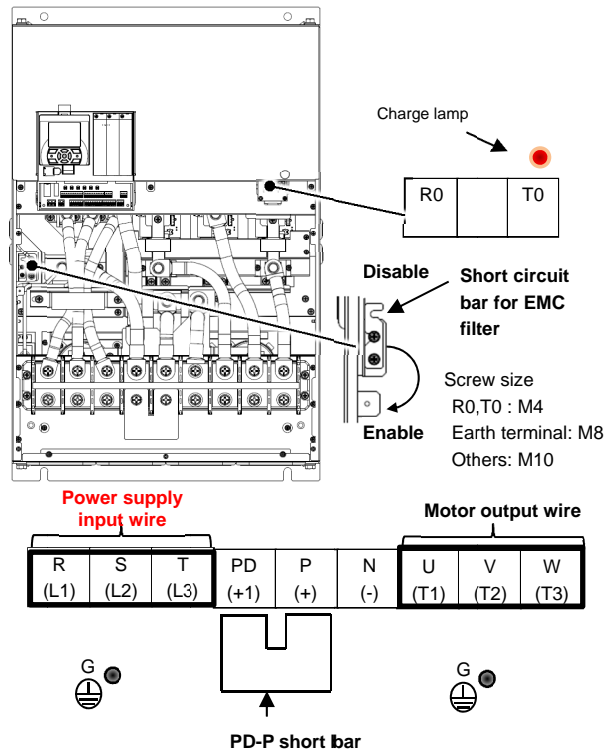 Charge lamp
R0 T0
Disable
Short circuit
bar for EMC
filter
Screw size
R0,T0 : M4
Enable
Earth terminal: M8
Others: M10
Power supply
input wire
Motor output wire
R S T PD P N U V W
(L1) (L2) (L3) (+1) (+) (-) (T1) (T2) (T3)
G G
PD-P short bar